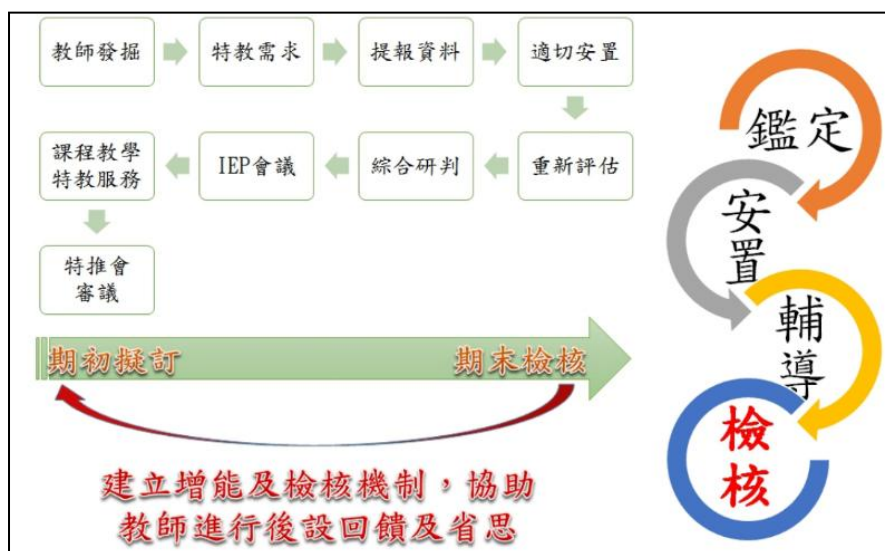 教師發掘
特教需求
提報資料
適切安置
重新評估
綜合研判
IEP會議
課程教學
特教服務
特推會
審議
期初擬訂
期末檢核
建立增能及檢核機制，協助
教師進行後設回饋及省思
鑑定
安置
輔導
檢核